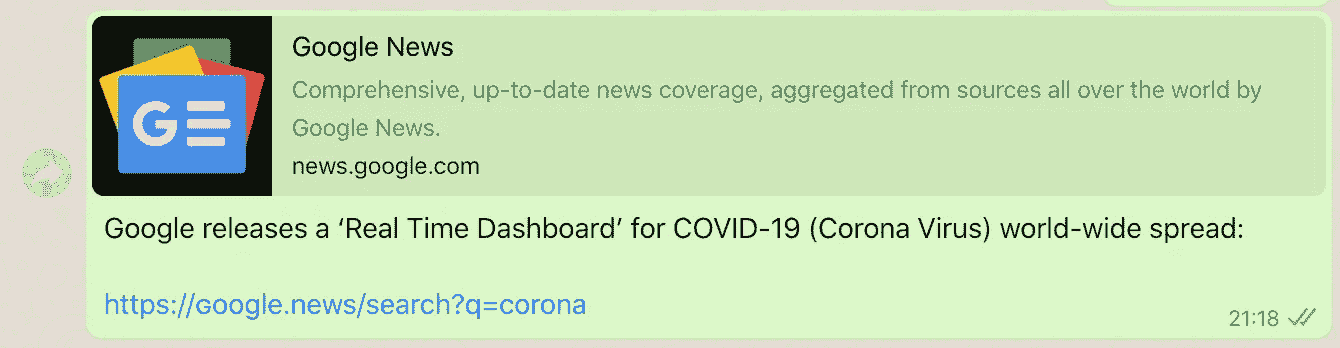 G
Google News
Comprehensive, up-to-date news coverage, aggregated from sources all over the world by
Google News.
news.google.com
Google releases a ‘Real Time Dashboard’ for COVID-19 (Corona Virus) world-wide spread:
https://ɢoogle.news/search?q=corona
21:18